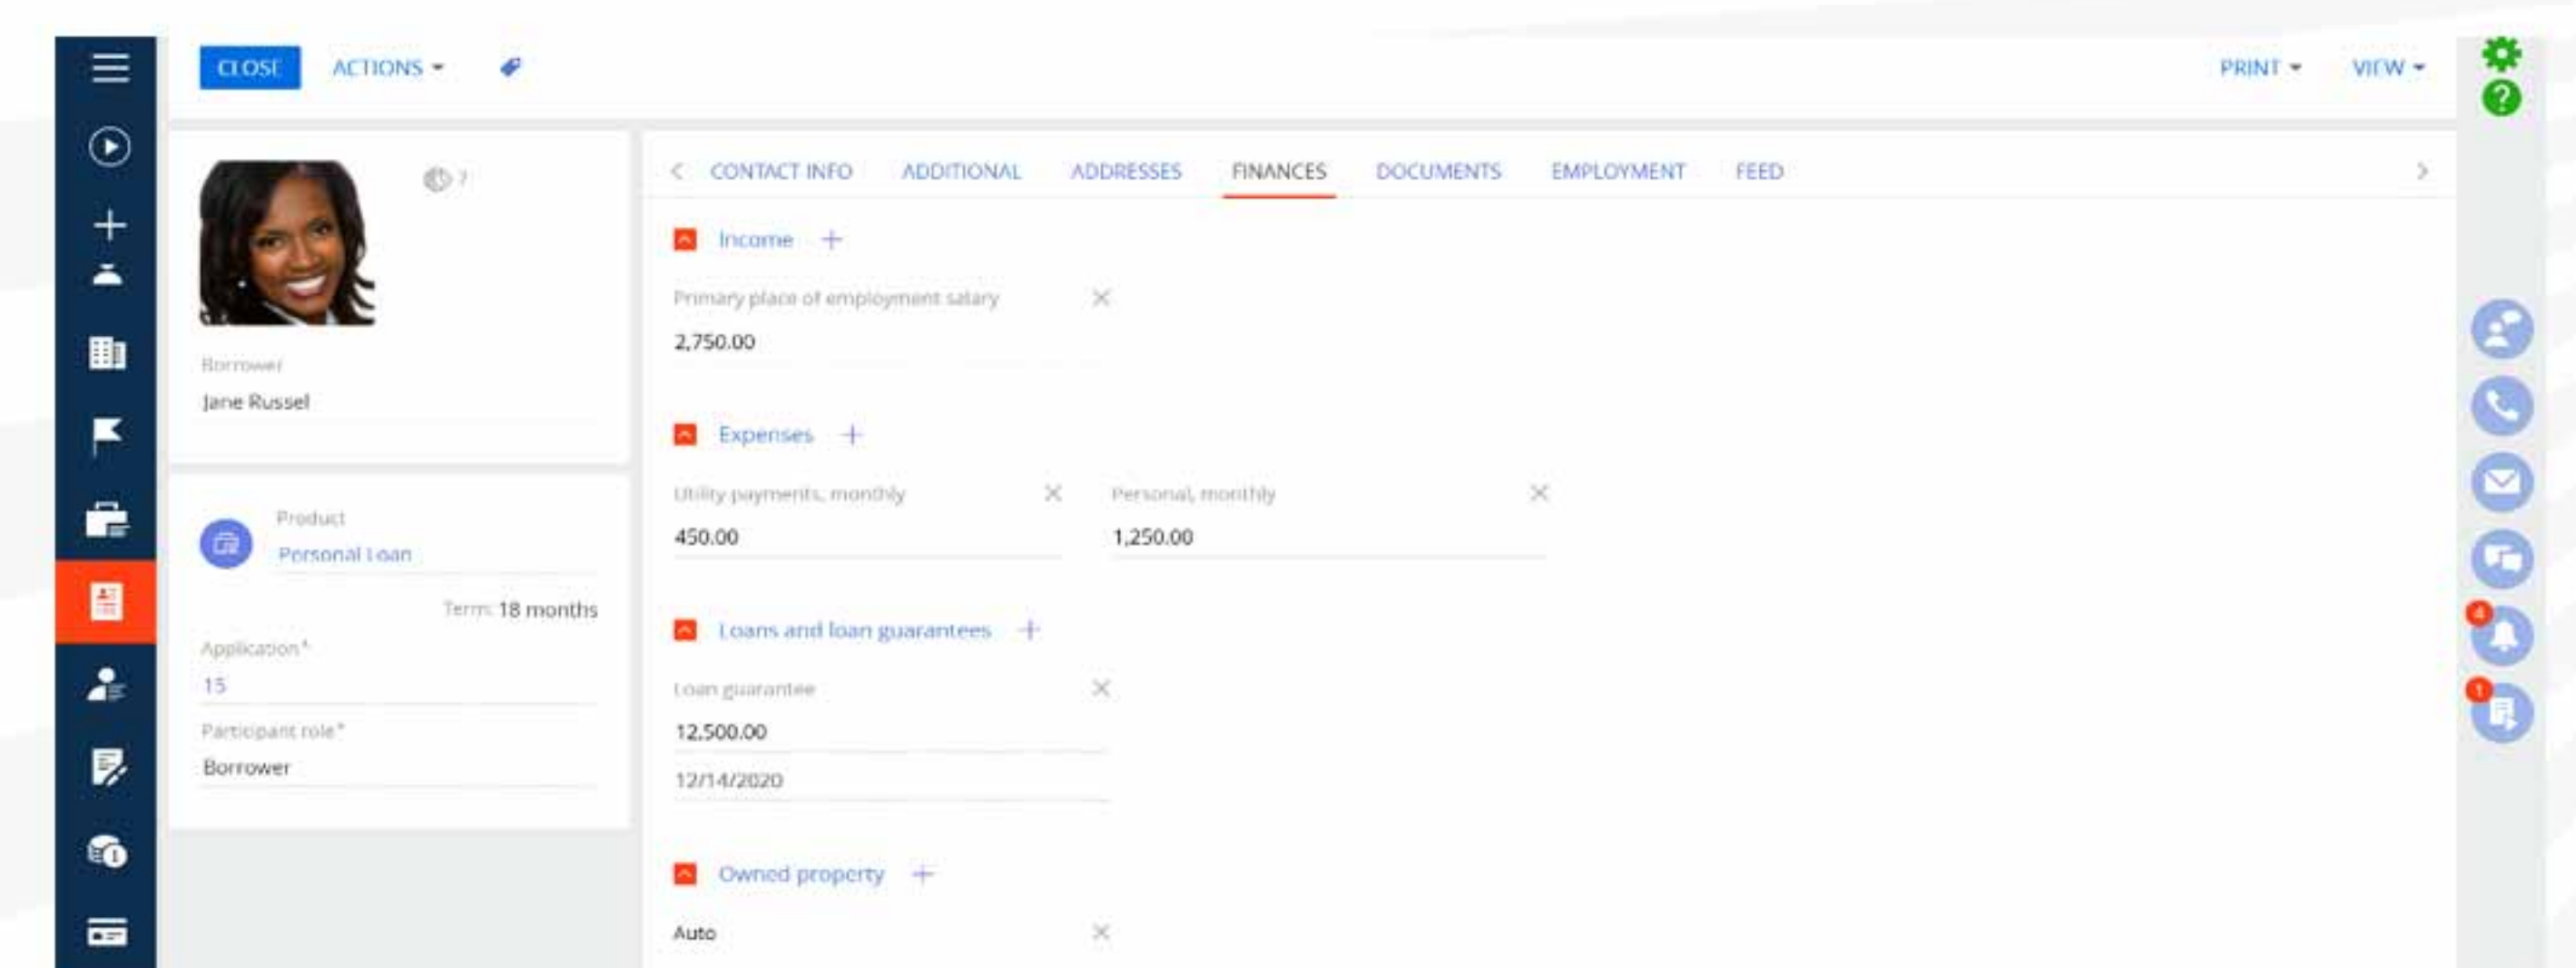 CLOSE ACTIONS PRINT VIEW
?
7
CONTACT INFO ADDITIONAL ADDRESSES FINANCES DOCUMENTS EMPLOYMENT FEED
Income +
Primary place of employment salary
2,750.00
Borrower
Jane Russel
Expenses +
Utility payments, monthly Personal, monthly
450.00 1,250.00
Product
Personal Loan
Term: 18 months
Application*
15
Participant role*
Borrower
Loans and loan guarantees +
Loan guarantee
12,500.00
12/14/2020
Owned property +
Auto
4
1